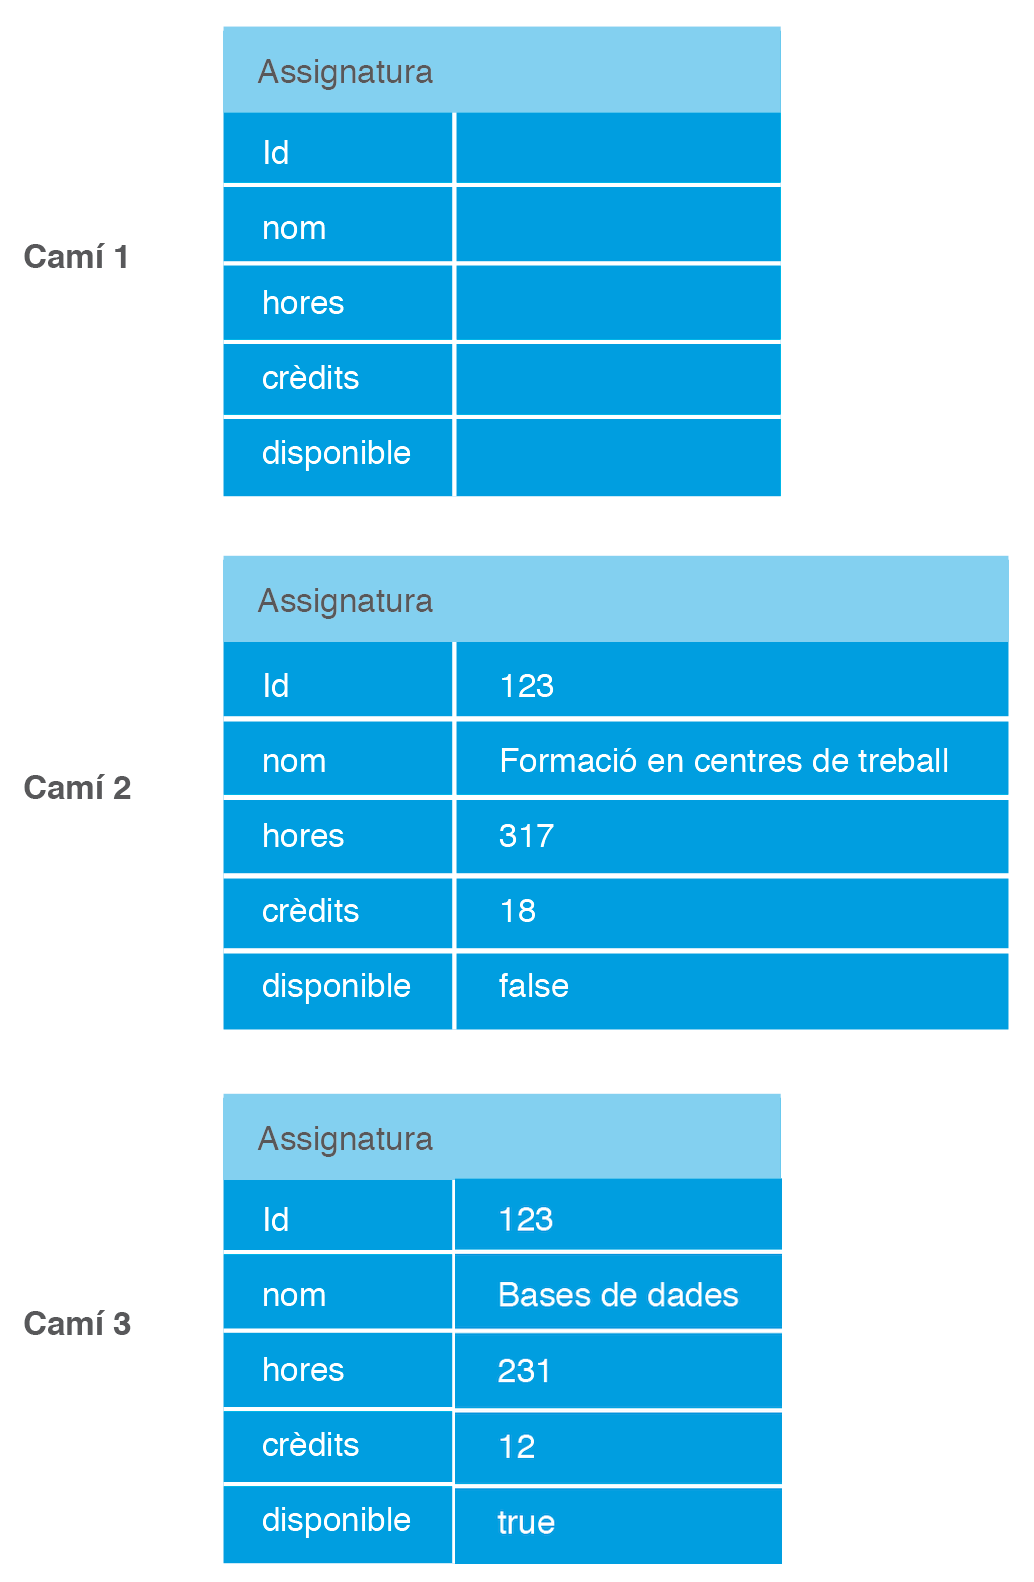 Assignatura
Id
nom
Camí 1
hores
crèdits
disponible
Assignatura
Id 123
nom Formació en centres de treball
Camí 2
hores 317
crèdits 18
disponible false
Assignatura
Id 123
nom Bases de dades
Camí 3
hores 231
crèdits 12
disponible true